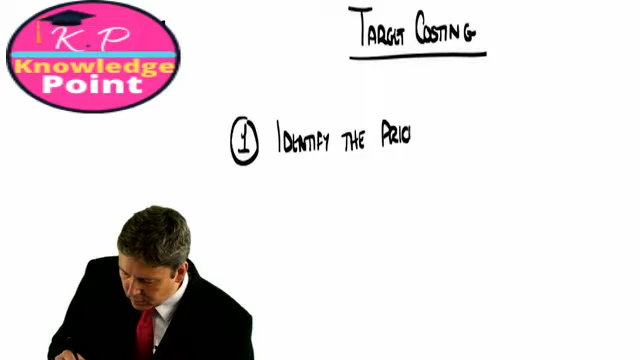 K.P
Knowledge
Point
TARGET COSTING
1 IDENTIFY THE PRIC